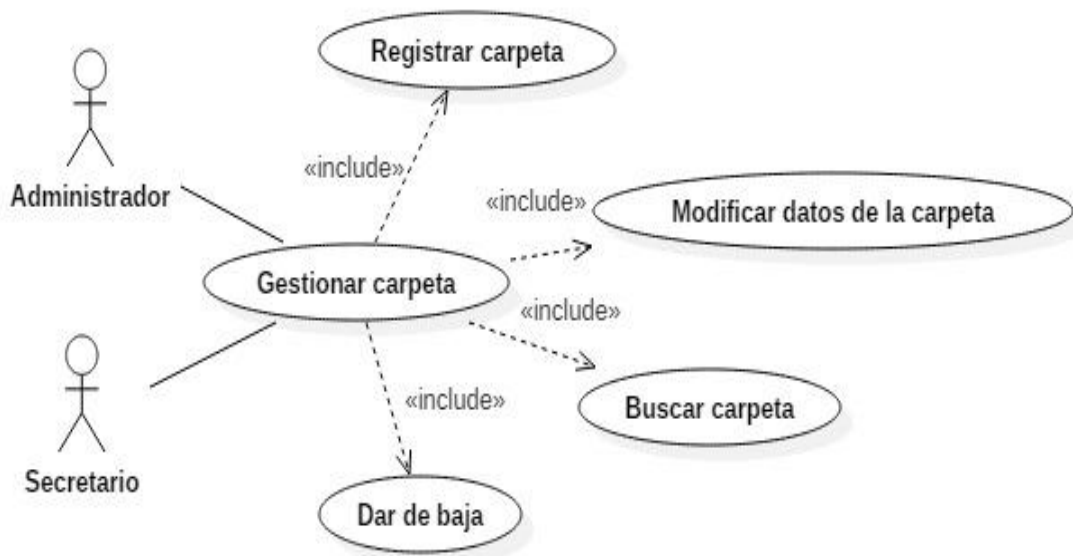 Registrar carpeta
«include»
Administrador
«include»
Modificar datos de la carpeta
Gestionar carpeta
«include»
Buscar carpeta
«include»
Secretario
Dar de baja